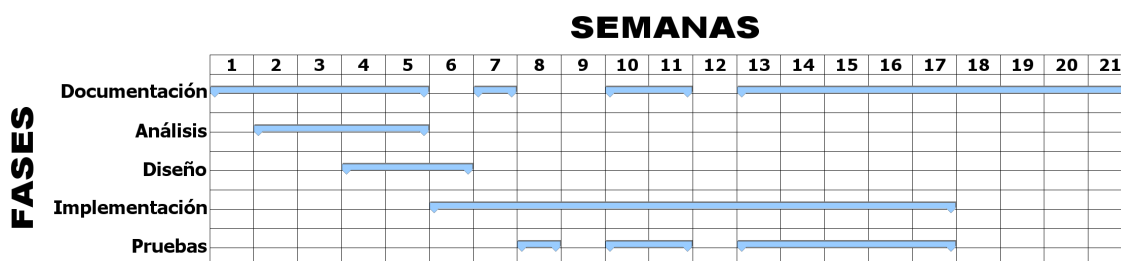 SEMANAS
1 2 3 4 5 6 7 8 9 10 11 12 13 14 15 16 17 18 19 20 21
FASES
Documentación
Análisis
Diseño
Implementación
Pruebas